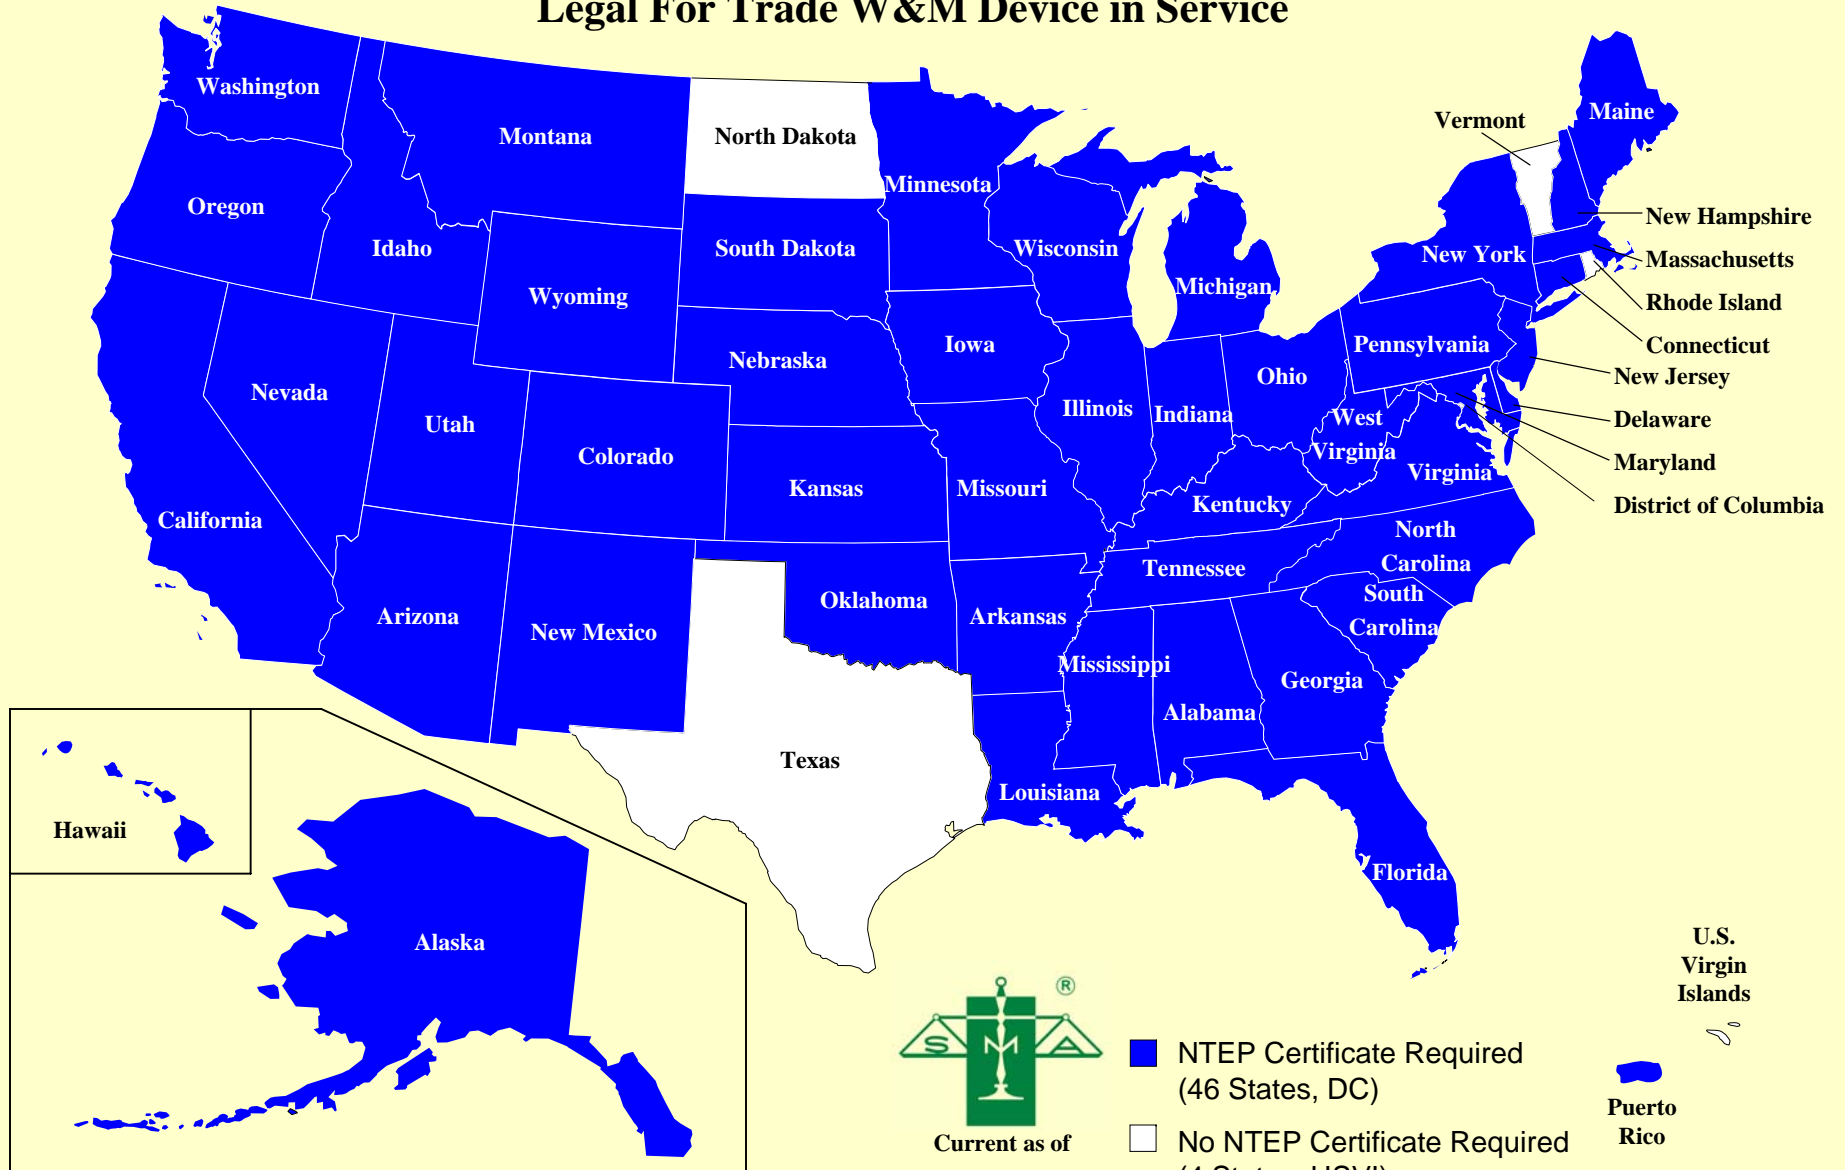 Legal For Trade W&M Device in Service
Washington
Montana
North Dakota
Minnesota
Vermont
Maine
Oregon
Idaho
South Dakota
Wisconsin
Michigan
New York
New Hampshire
Massachusetts
Rhode Island
Connecticut
New Jersey
Delaware
Maryland
District of Columbia
Wyoming
Nebraska
Iowa
Pennsylvania
Nevada
Utah
Colorado
Kansas
Missouri
Illinois
Indiana
Ohio
West
Virginia
Virginia
Kentucky
California
North
Carolina
Tennessee
South
Carolina
Arizona
New Mexico
Oklahoma
Arkansas
Mississippi
Alabama
Georgia
Texas
Louisiana
Florida
Hawaii
Alaska
U.S.
Virgin
Islands
Puerto
Rico
®
S M A
Current as of
NTEP Certificate Required
(46 States, DC)
No NTEP Certificate Required
(4 States, USVI)